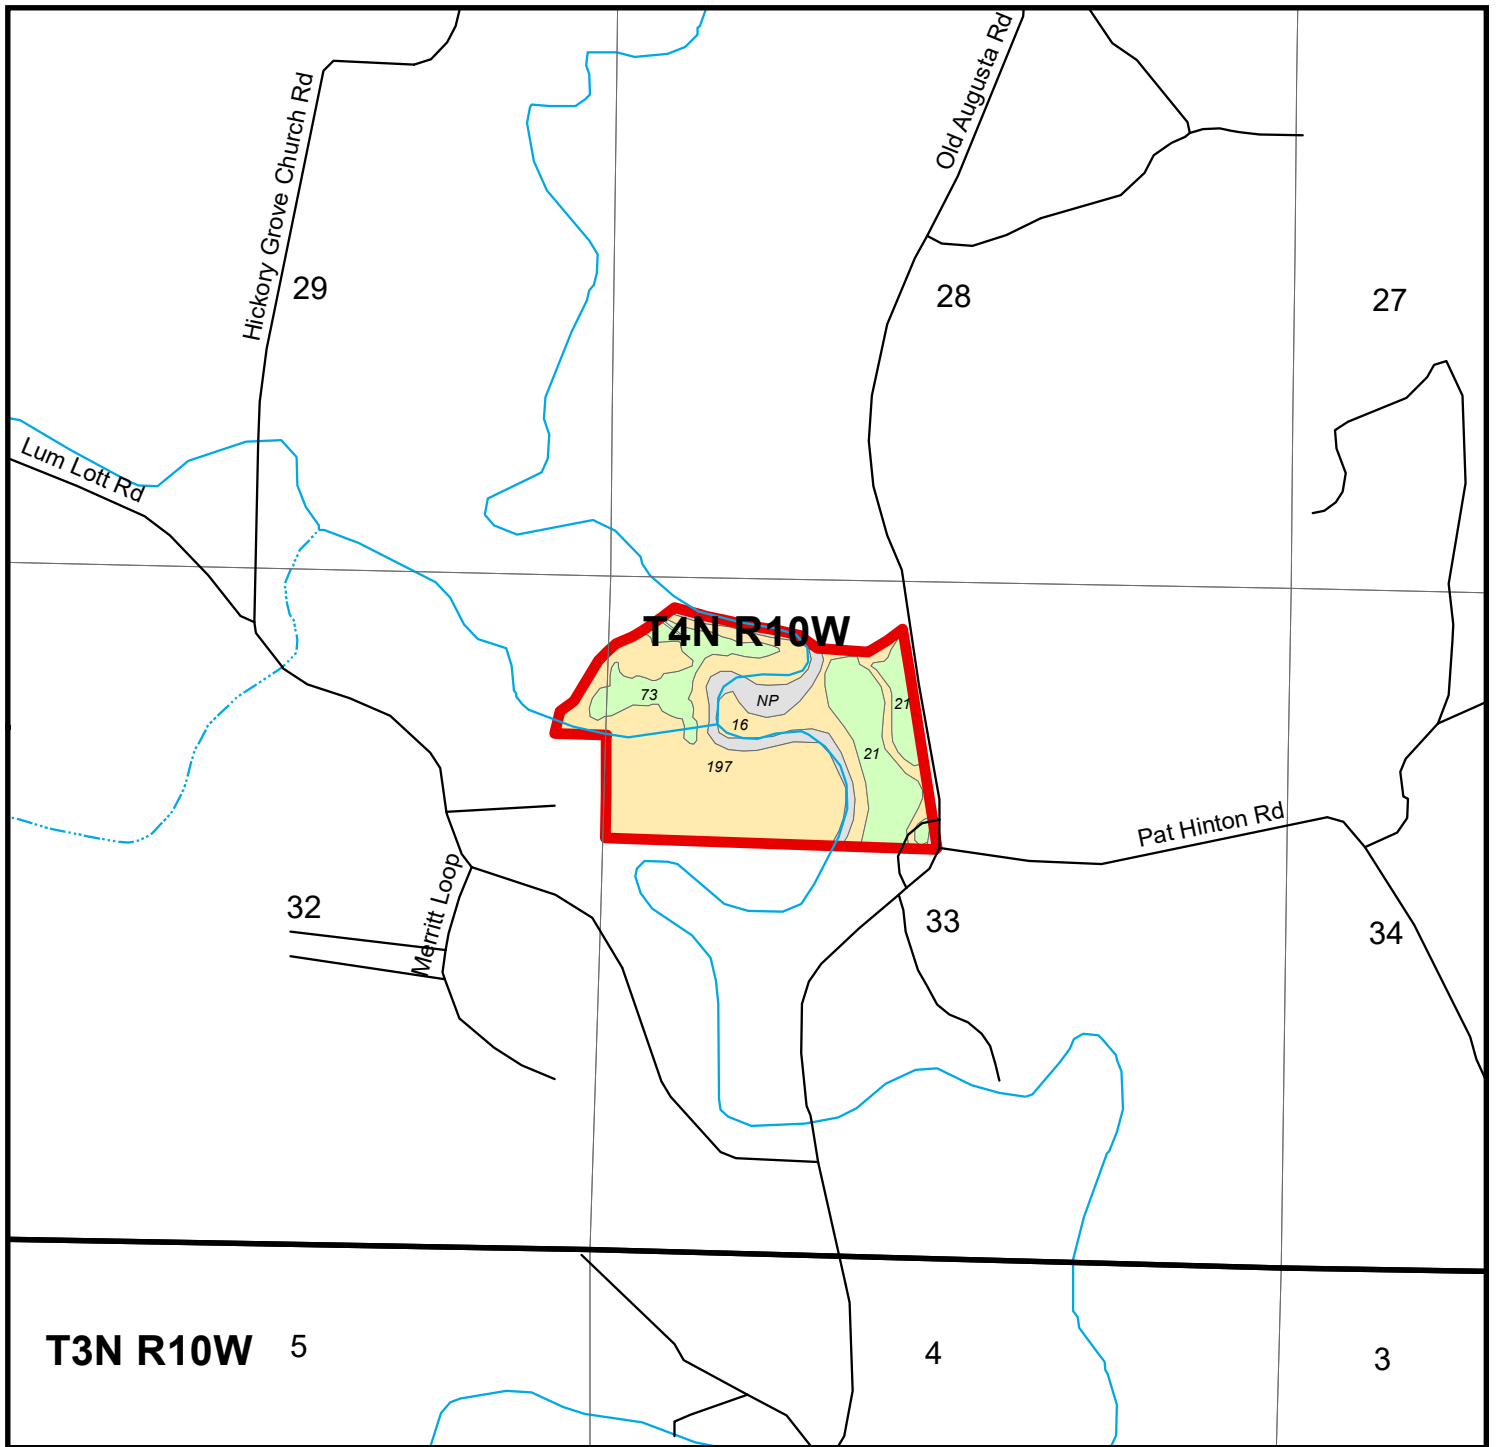 Old Augusta Rd
Hickory Grove Church Rd
29
28
27
Lum Lott Rd
T4N R10W
73
NP
21
16
21
197
Pat Hinton Rd
Merritt Loop
32
33
34
T3N R10W
5
4
3